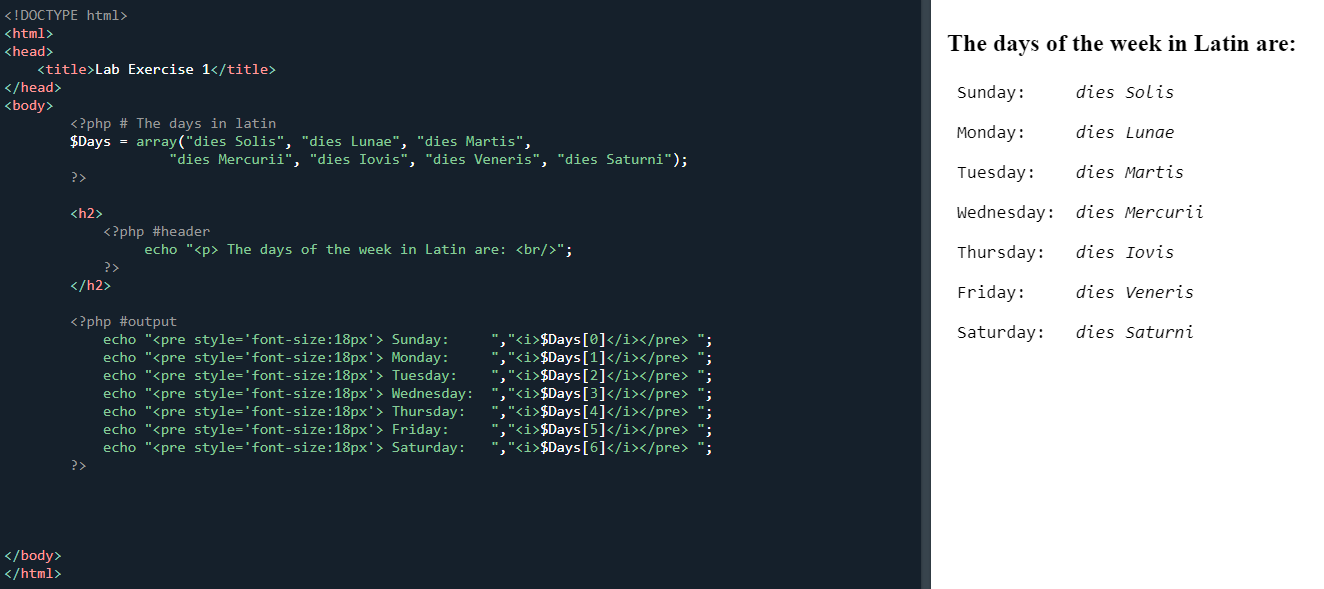 <!DOCTYPE html>
<html>
<head>
    <title>Lab Exercise 1</title>
</head>
<body>
        <?php # The days in latin
        $Days = array("dies Solis", "dies Lunae", "dies Martis",
                    "dies Mercurii", "dies Iovis", "dies Veneris", "dies Saturni");
        ?>

        <h2>
            <?php #header
                 echo "<p> The days of the week in Latin are: <br/>";
            ?>
        </h2>

        <?php #output
            echo "<pre style='font-size:18px'> Sunday:     ","<i>$Days[0]</i></pre> ";
            echo "<pre style='font-size:18px'> Monday:     ","<i>$Days[1]</i></pre> ";
            echo "<pre style='font-size:18px'> Tuesday:    ","<i>$Days[2]</i></pre> ";
            echo "<pre style='font-size:18px'> Wednesday:  ","<i>$Days[3]</i></pre> ";
            echo "<pre style='font-size:18px'> Thursday:   ","<i>$Days[4]</i></pre> ";
            echo "<pre style='font-size:18px'> Friday:     ","<i>$Days[5]</i></pre> ";
            echo "<pre style='font-size:18px'> Saturday:   ","<i>$Days[6]</i></pre> ";
        ?>

</body>
</html>
The days of the week in Latin are:
Sunday:     dies Solis
Monday:     dies Lunae
Tuesday:    dies Martis
Wednesday:  dies Mercurii
Thursday:   dies Iovis
Friday:     dies Veneris
Saturday:   dies Saturni